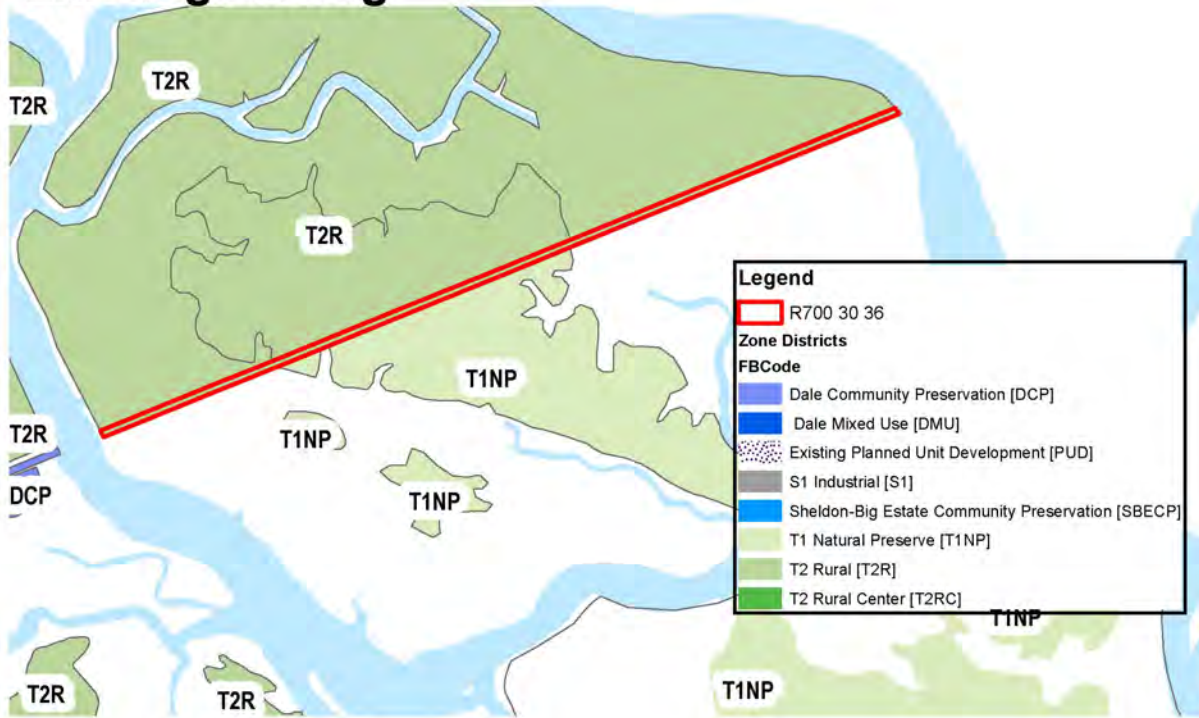 T2R
T2R
T2R
T1NP
T1NP
T1NP
T2R
DCP
T2R
T2R
T1NP
T1NP
Legend
R700 30 36
Zone Districts
FBCode
Dale Community Preservation [DCP]
Dale Mixed Use [DMU]
Existing Planned Unit Development [PUD]
S1 Industrial [S1]
Sheldon-Big Estate Community Preservation [SBECP]
T1 Natural Preserve [T1NP]
T2 Rural [T2R]
T2 Rural Center [T2RC]